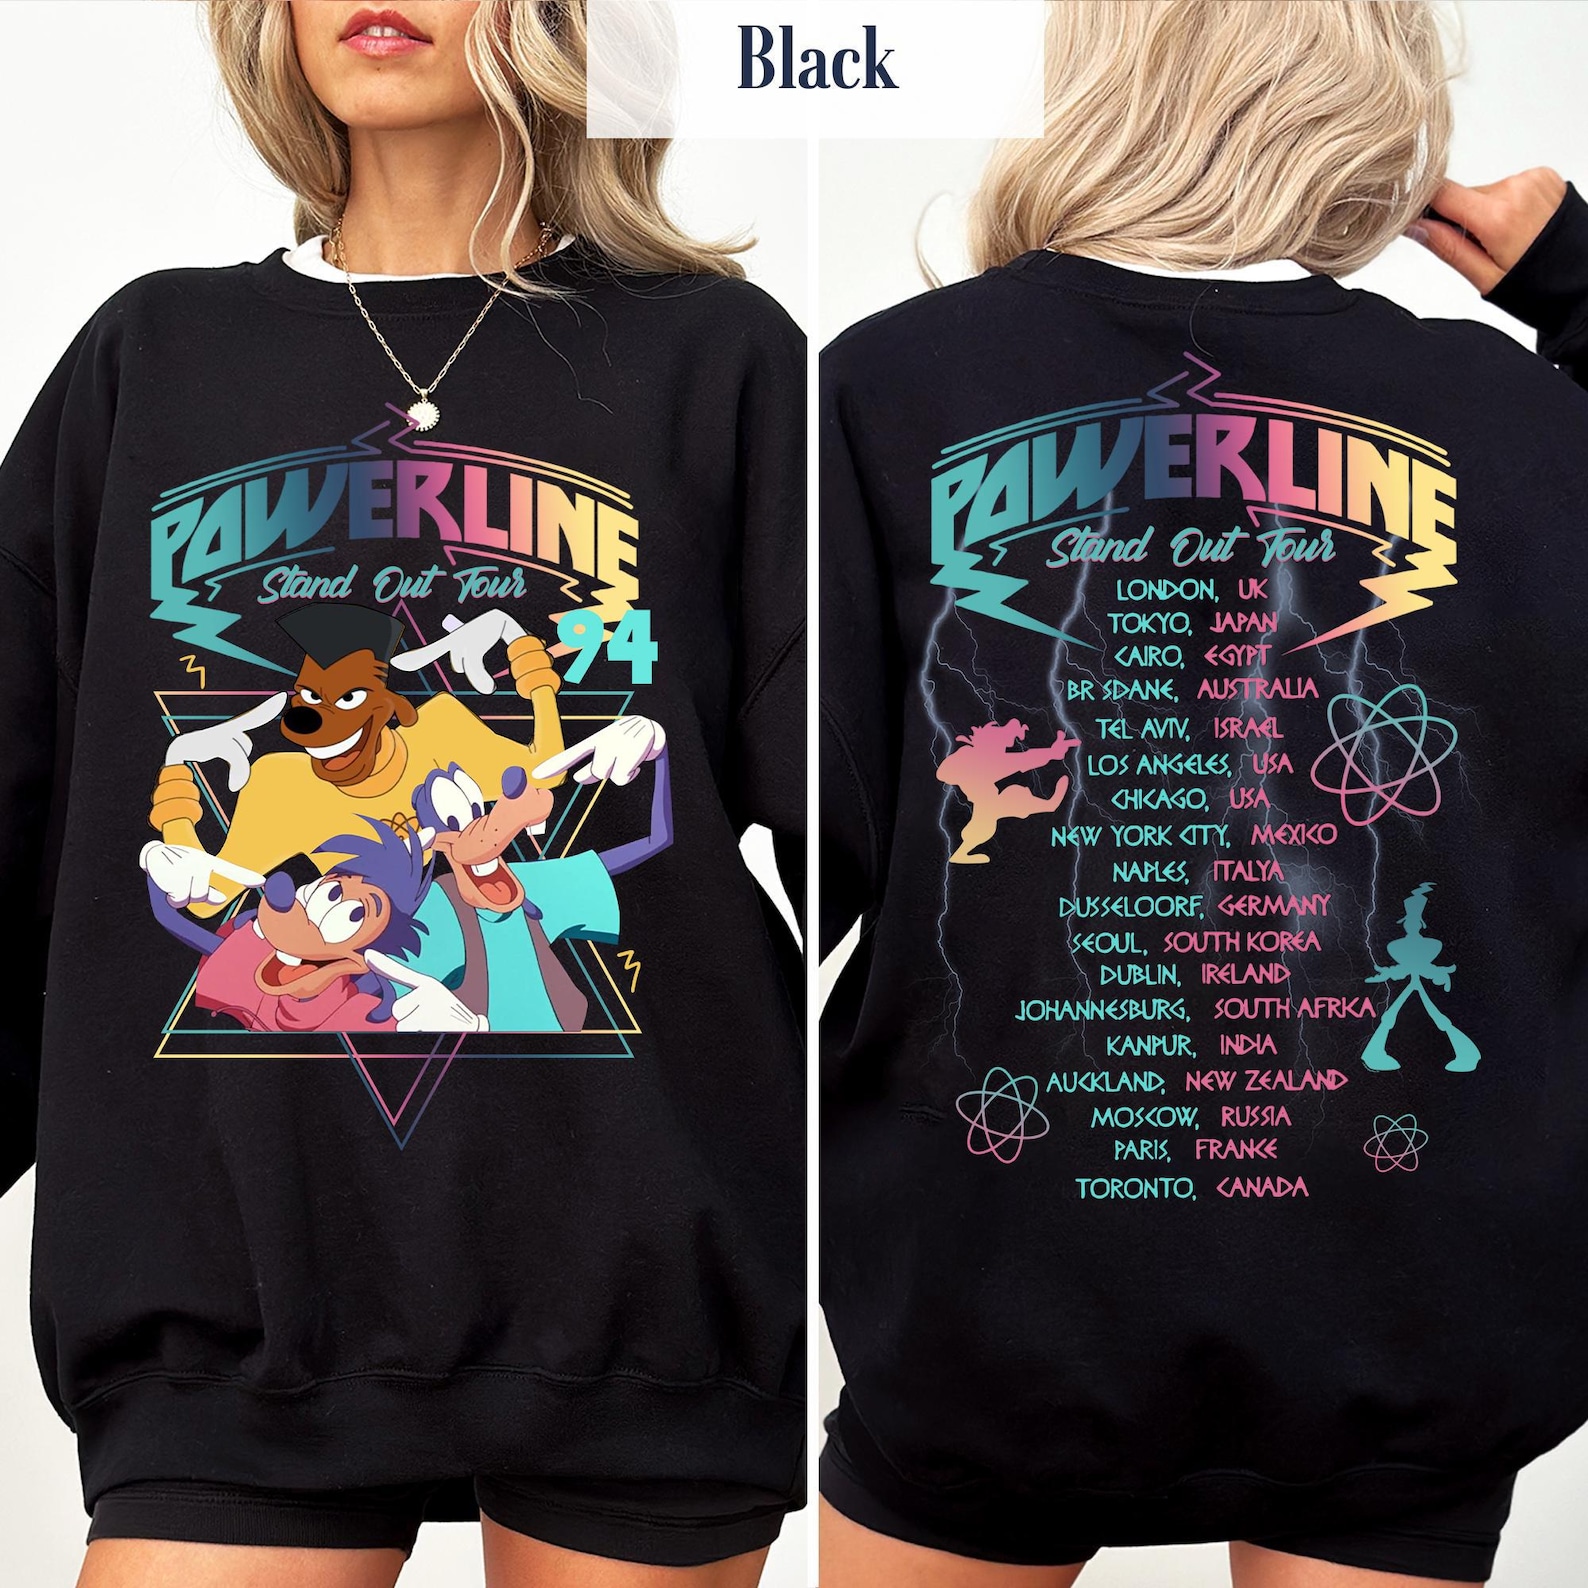 Black
POWERLINE
Stand Out Tour
94
POWERLINE
Stand Out Tour
LONDON, UK
TOKYO, JAPAN
CAIRO, EGYPT
BR SDANE, AUSTRALIA
TEL AVIV, ISRAEL
LOS ANGELES, USA
CHICAGO, USA
NEW YORK CITY, MEXICO
NAPLES, ITALYA
DUSSELOORF, GERMANY
SEOUL, SOUTH KOREA
DUBLIN, IRELAND
JOHANNESBURG, SOUTH AFRICA
KANPUR, INDIA
AUCKLAND, NEW ZEALAND
MOSCOW, RUSSIA
PARIS, FRANCE
TORONTO, CANADA